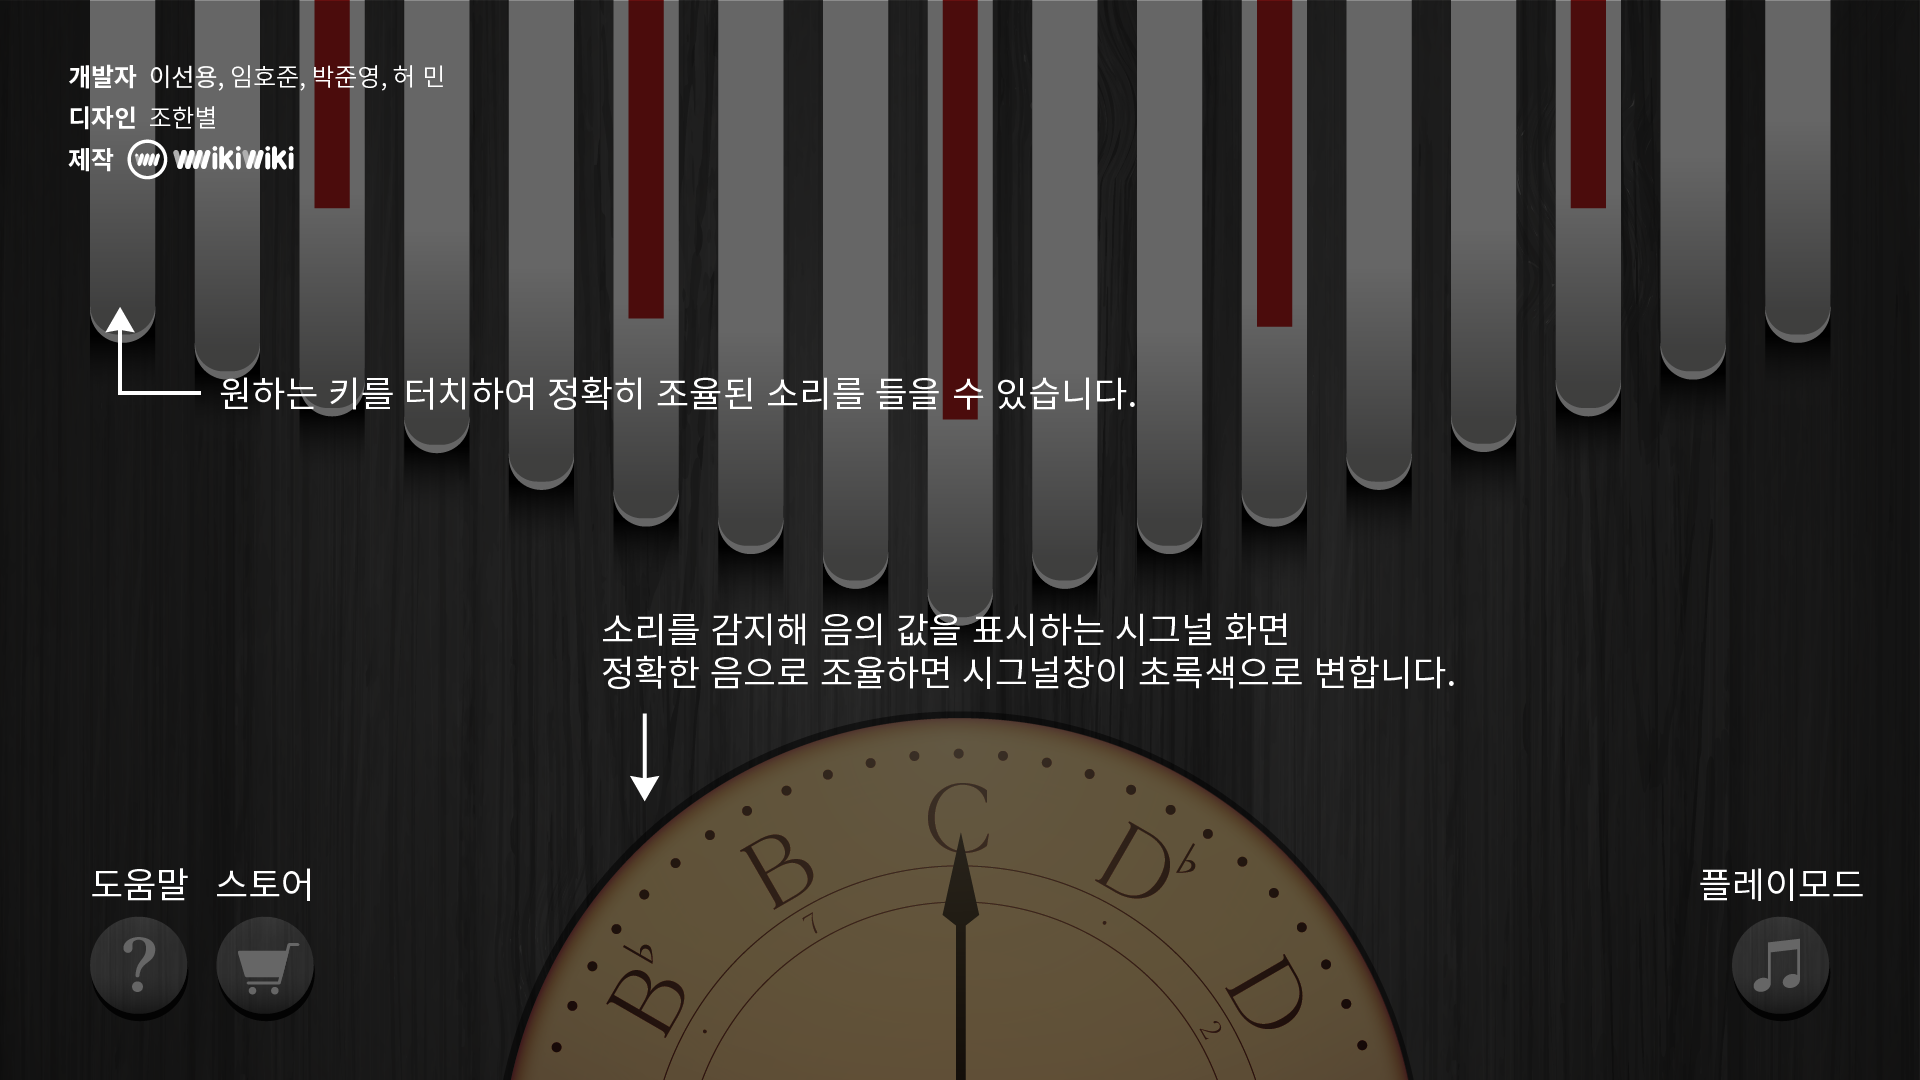 개발자 이선용, 임호준, 박준영, 허 민
디자인 조한별
제작 wikiwiki
원하는 키를 터치하여 정확히 조율된 소리를 들을 수 있습니다.
소리를 감지해 음의 값을 표시하는 시그널 화면
정확한 음으로 조율하면 시그널창이 초록색으로 변합니다.
B♭ B C D♭ D
7 2
도움말 스토어 플레이모드
?